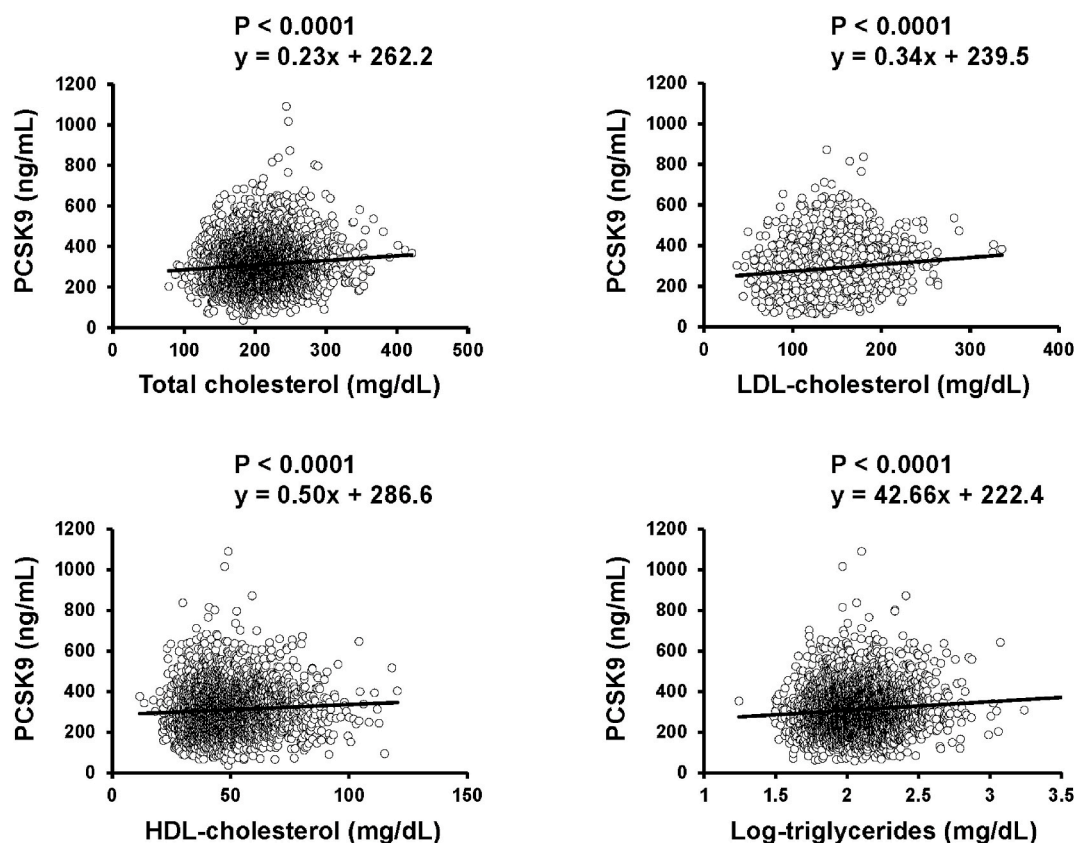 P < 0.0001
y = 0.23x + 262.2
PCSK9 (ng/mL)
1200
1000
800
600
400
200
0
0 100 200 300 400 500
Total cholesterol (mg/dL)
P < 0.0001
y = 0.34x + 239.5
PCSK9 (ng/mL)
1200
1000
800
600
400
200
0
0 100 200 300 400
LDL-cholesterol (mg/dL)
P < 0.0001
y = 0.50x + 286.6
PCSK9 (ng/mL)
1200
1000
800
600
400
200
0
0 50 100 150
HDL-cholesterol (mg/dL)
P < 0.0001
y = 42.66x + 222.4
PCSK9 (ng/mL)
1200
1000
800
600
400
200
0
1 1.5 2 2.5 3 3.5
Log-triglycerides (mg/dL)